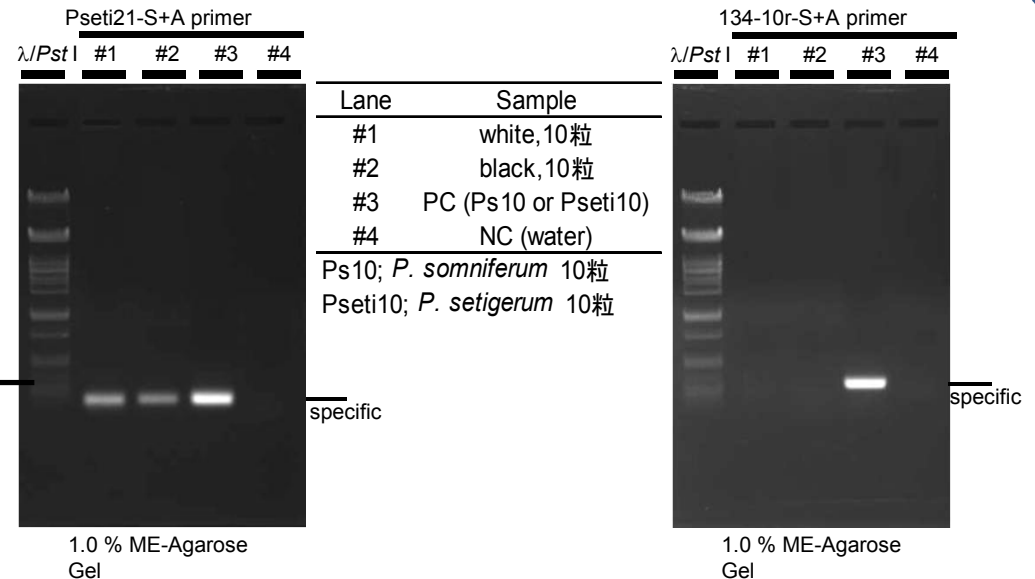 Pseti21-S+A primer
λ/Pst I #1 #2 #3 #4
specific
1.0 % ME-Agarose
Gel
Lane Sample
#1 white,10粒
#2 black,10粒
#3 PC (Ps10 or Pseti10)
#4 NC (water)
Ps10; P. somniferum 10粒
Pseti10; P. setigerum 10粒
134-10r-S+A primer
λ/Pst I #1 #2 #3 #4
specific
1.0 % ME-Agarose
Gel